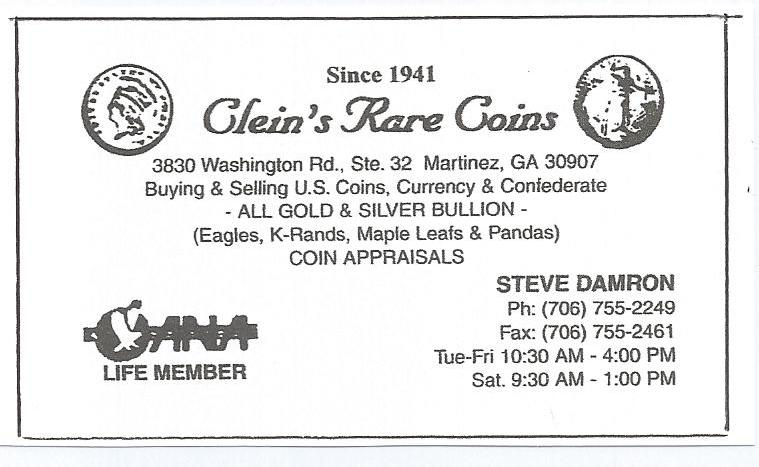 Since 1941
Clein's Rare Coins
3830 Washington Rd., Ste. 32 Martinez, GA 30907
Buying & Selling U.S. Coins, Currency & Confederate
- ALL GOLD & SILVER BULLION -
(Eagles, K-Rands, Maple Leafs & Pandas)
COIN APPRAISALS
STEVE DAMRON
Ph: (706) 755-2249
Fax: (706) 755-2461
Tue-Fri 10:30 AM - 4:00 PM
Sat. 9:30 AM - 1:00 PM
ANA
LIFE MEMBER